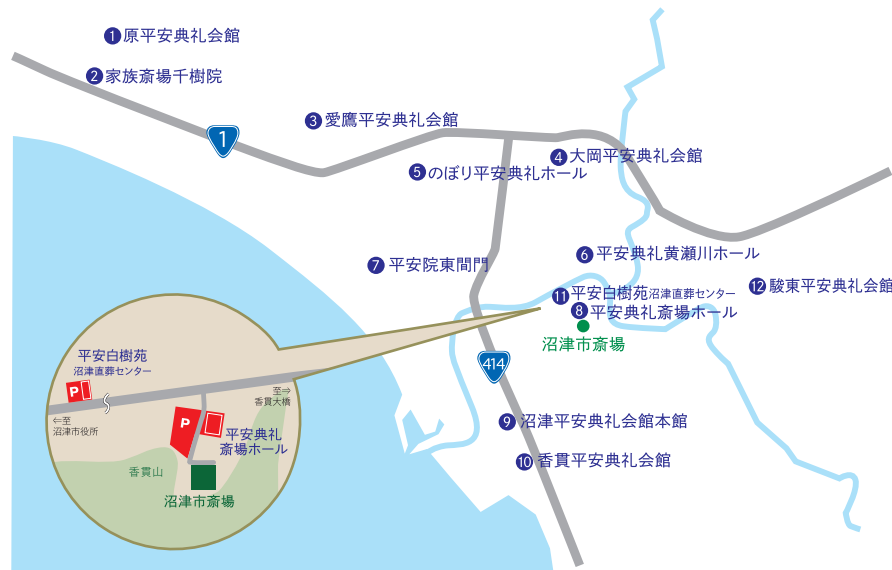 1 原平安典礼会館
2 家族斎場千樹院
1
3 愛鷹平安典礼会館
4 大岡平安典礼会館
5 のぼり平安典礼ホール
6 平安典礼黄瀬川ホール
7 平安院東間門
12 駿東平安典礼会館
11 平安白樹苑沼津直葬センター
8 平安典礼斎場ホール
沼津市斎場
414
9 沼津平安典礼会館本館
10 香貫平安典礼会館
平安白樹苑
沼津直葬センター
P
至⇒
香貫大橋
⇐至
沼津市役所
P
平安典礼
斎場ホール
香貫山
沼津市斎場